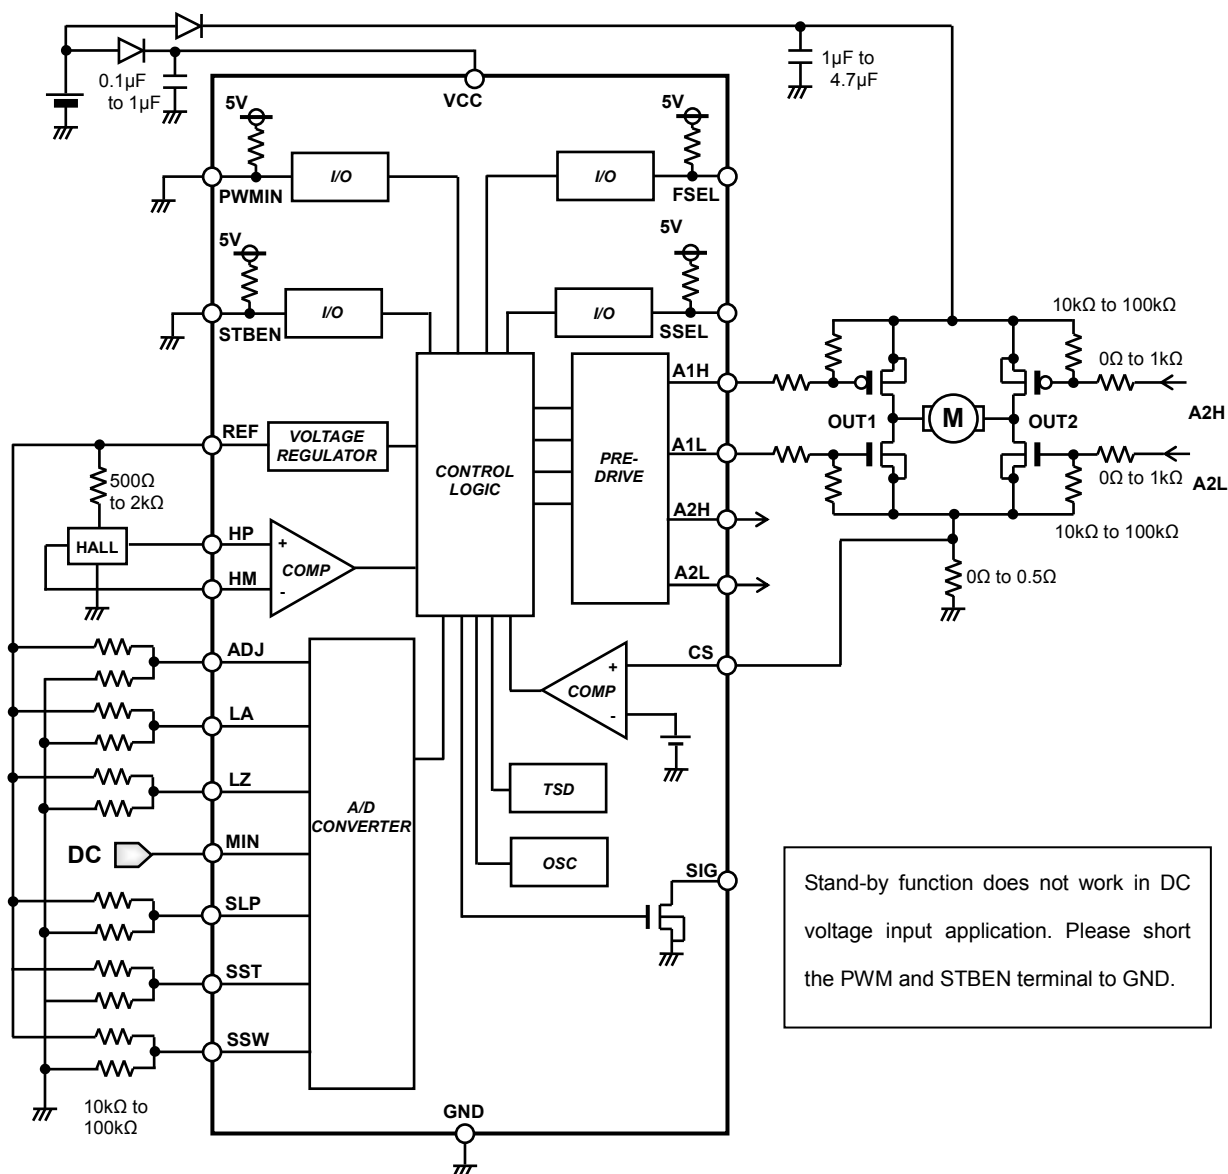 0.1µF
to 1µF
1µF to
4.7µF
VCC
5V
5V
I/O
I/O
PWMIN
FSEL
5V
5V
I/O
I/O
STBEN
SSEL
10kΩ to 100kΩ
A1H
0Ω to 1kΩ
A2H
OUT1
M
OUT2
REF
VOLTAGE
REGULATOR
A1L
CONTROL
LOGIC
PRE-
DRIVE
500Ω
to 2kΩ
0Ω to 1kΩ
A2L
A2H
10kΩ to 100kΩ
HP
HALL
+
COMP
-
HM
A2L
0Ω to 0.5Ω
ADJ
CS
+
COMP
-
LA
LZ
TSD
A/D
CONVERTER
DC
MIN
OSC
SIG
SLP
SST
SSW
10kΩ to
100kΩ
GND
Stand-by function does not work in DC
voltage input application. Please short
the PWM and STBEN terminal to GND.